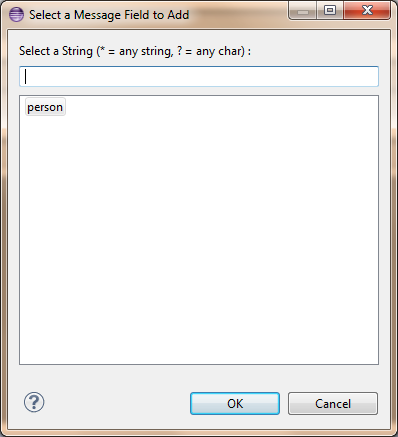 Select a Message Field to Add
Select a String (* = any string, ? = any char) :
person
?
OK
Cancel